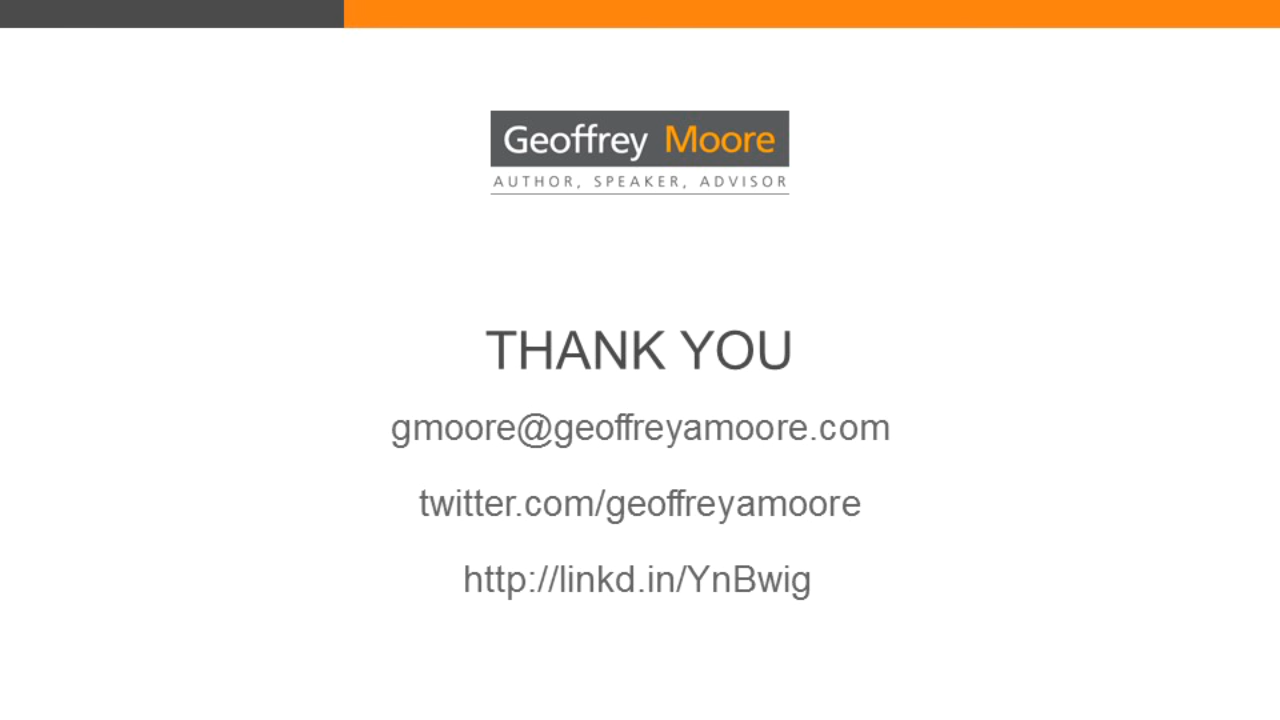 Geoffrey Moore
AUTHOR, SPEAKER, ADVISOR
THANK YOU
gmoore@geoffreyamoore.com
twitter.com/geoffreyamoore
http://linkd.in/YnBwig